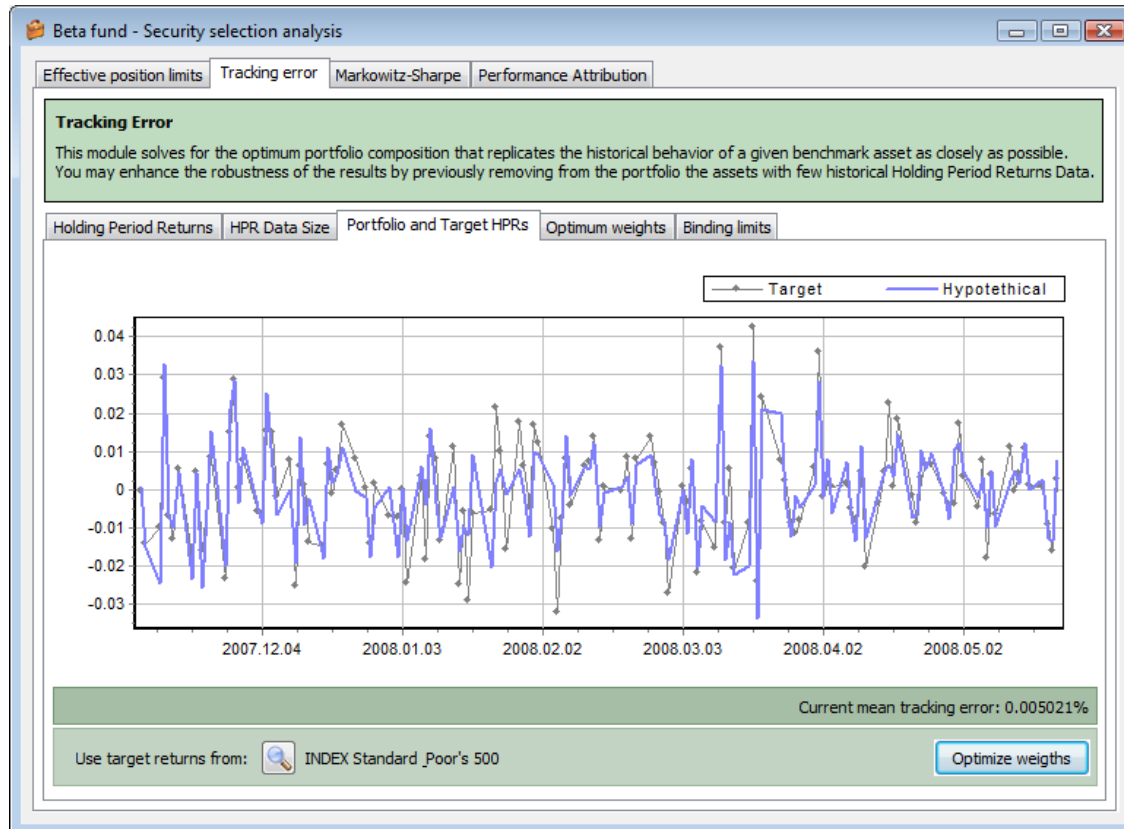 Beta fund - Security selection analysis
Effective position limits Tracking error Markowitz-Sharpe Performance Attribution
Tracking Error
This module solves for the optimum portfolio composition that replicates the historical behavior of a given benchmark asset as closely as possible.
You may enhance the robustness of the results by previously removing from the portfolio the assets with few historical Holding Period Returns Data.
Holding Period Returns HPR Data Size Portfolio and Target HPRs Optimum weights Binding limits
Target Hypotethical
0.04
0.03
0.02
0.01
0
-0.01
-0.02
-0.03
2007.12.04 2008.01.03 2008.02.02 2008.03.03 2008.04.02 2008.05.02
Current mean tracking error: 0.005021%
Use target returns from: INDEX Standard _Poor's 500 Optimize weigths